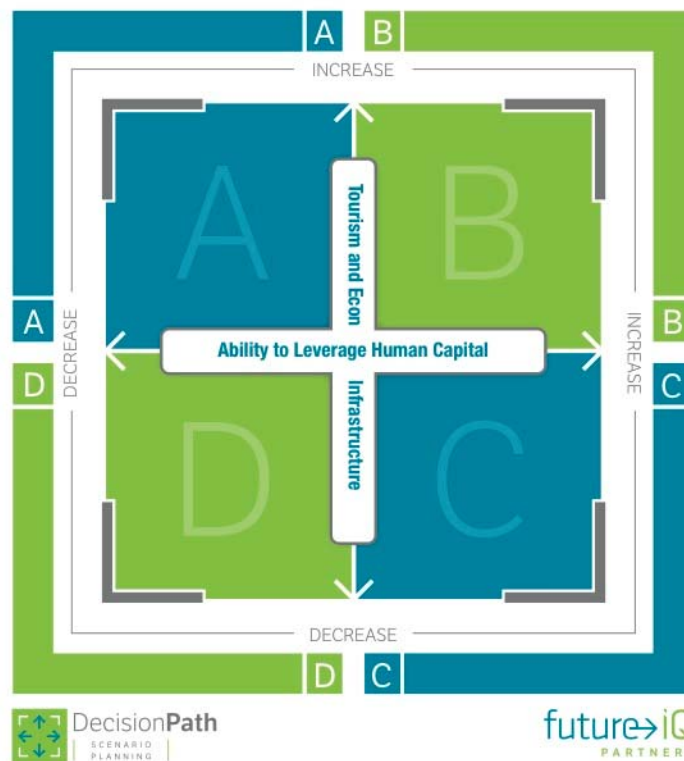 A B
INCREASE
A B
Tourism and Econ
A B
DECREASE
INCREASE
Ability to Leverage Human Capital
D C
Infrastructure
D C
DECREASE
D C
DecisionPath
SCENARIO
PLANNING
future→iQ
PARTNER